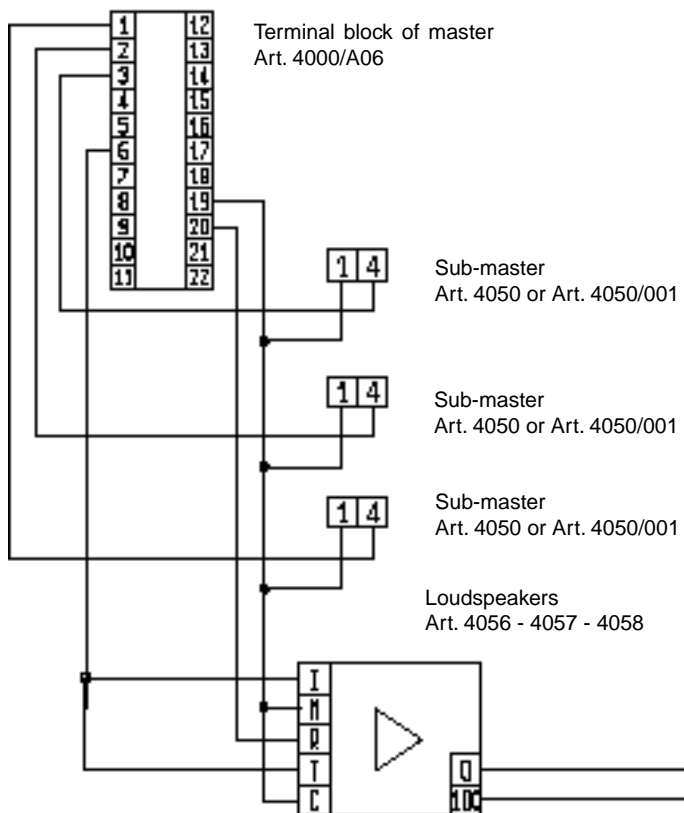 1 12
2 13
3 14
4 15
5 16
6 17
7 18
8 19
9 20
10 21
11 22
Terminal block of master
Art. 4000/A06
1 4
Sub-master
Art. 4050 or Art. 4050/001
1 4
Sub-master
Art. 4050 or Art. 4050/001
1 4
Sub-master
Art. 4050 or Art. 4050/001
Loudspeakers
Art. 4056 - 4057 - 4058
I
M
R
T
C
0
100